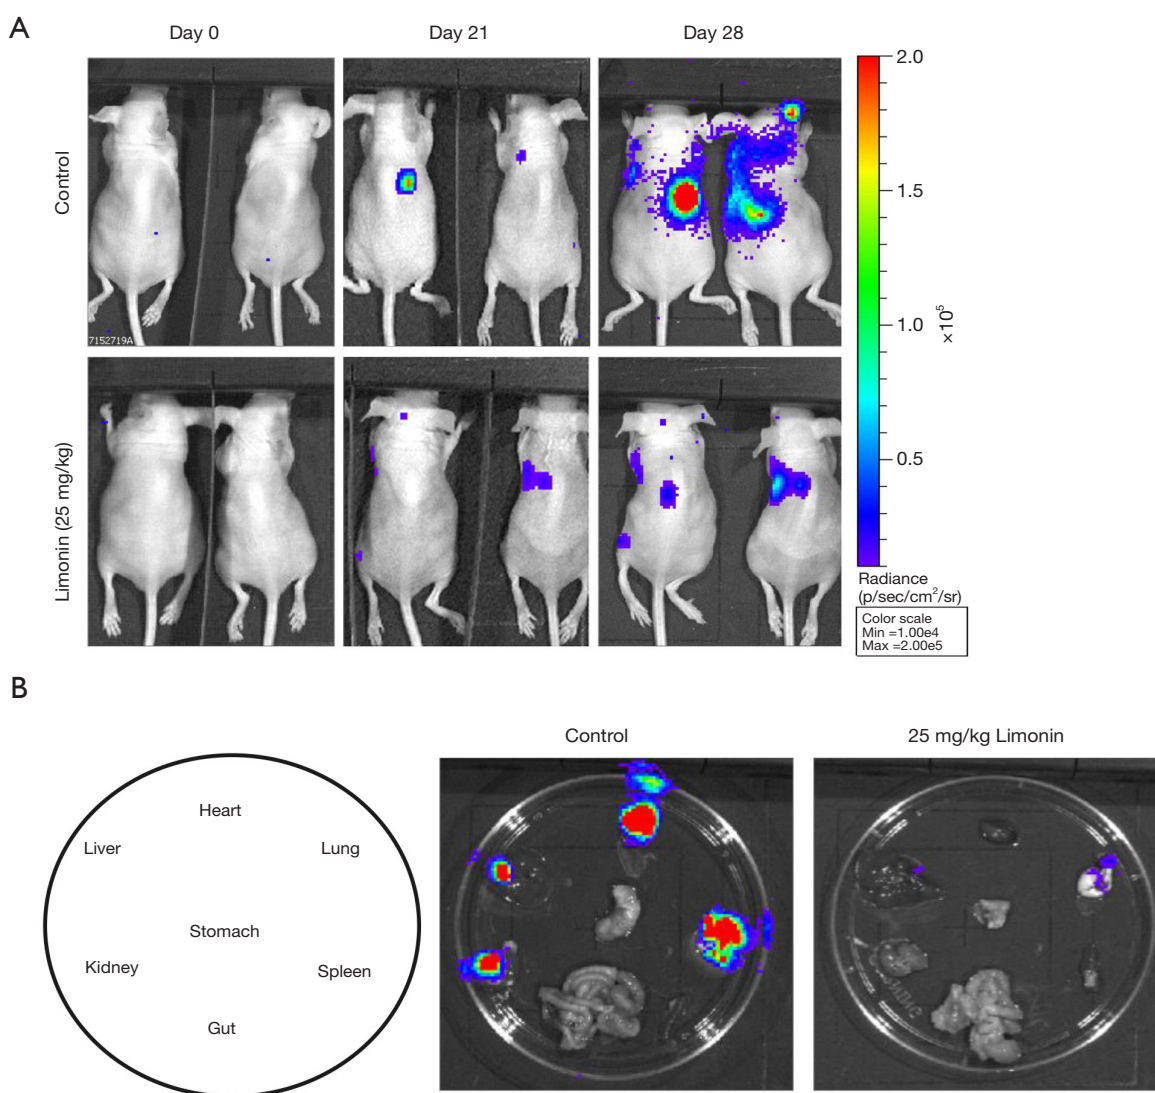 A
Day 0
Day 21
Day 28
Control
Limonin (25 mg/kg)
7152719A
2.0
1.5
1.0
0.5
×10⁵
Radiance
(p/sec/cm²/sr)
Color scale
Min =1.00e4
Max =2.00e5
B
Control
25 mg/kg Limonin
Heart
Liver
Lung
Stomach
Kidney
Spleen
Gut